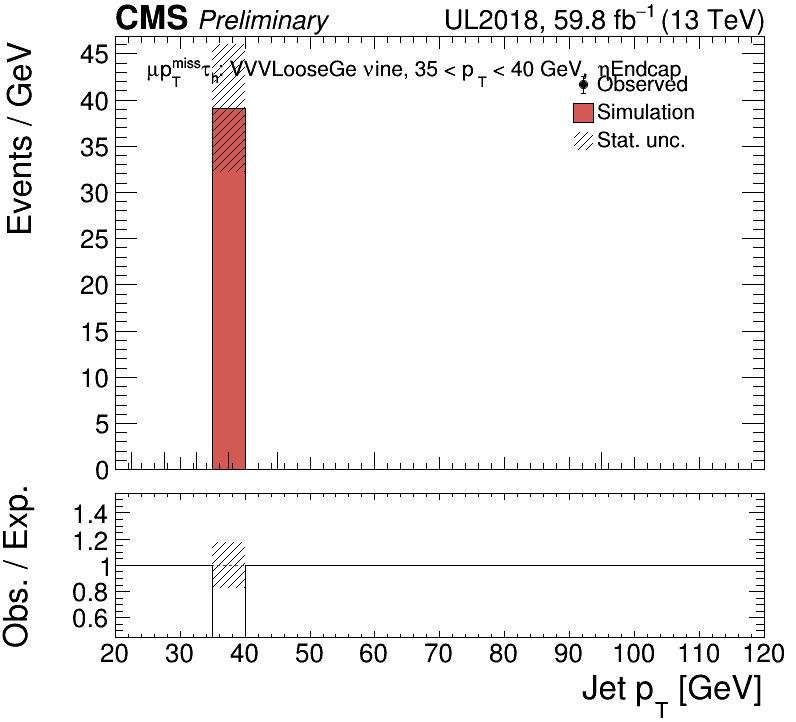 CMS Preliminary UL2018, 59.8 fb⁻¹ (13 TeV)
Events / GeV
45
40
35
30
25
20
15
10
5
0
μp_T^miss τ_h: VVVLooseGe νine, 35 < p_T < 40 GeV, ηEndcap
Observed
Simulation
Stat. unc.
Obs. / Exp.
1.4
1.2
1
0.8
0.6
20 30 40 50 60 70 80 90 100 110 120
Jet p_T [GeV]